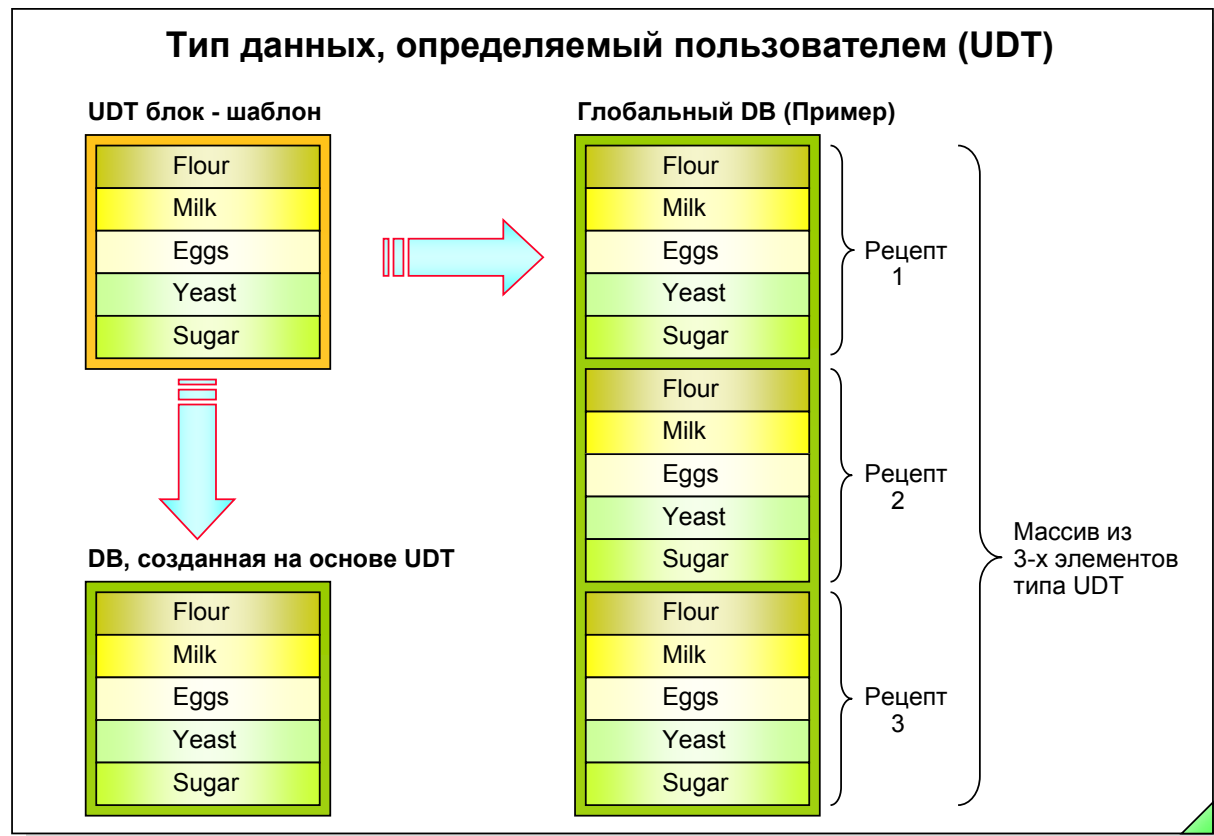 Тип данных, определяемый пользователем (UDT)
UDT блок - шаблон
Flour
Milk
Eggs
Yeast
Sugar
DB, созданная на основе UDT
Flour
Milk
Eggs
Yeast
Sugar
Глобальный DB (Пример)
Flour
Milk
Eggs
Yeast
Sugar
Рецепт
1
Flour
Milk
Eggs
Yeast
Sugar
Рецепт
2
Flour
Milk
Eggs
Yeast
Sugar
Рецепт
3
Массив из
3-х элементов
типа UDT